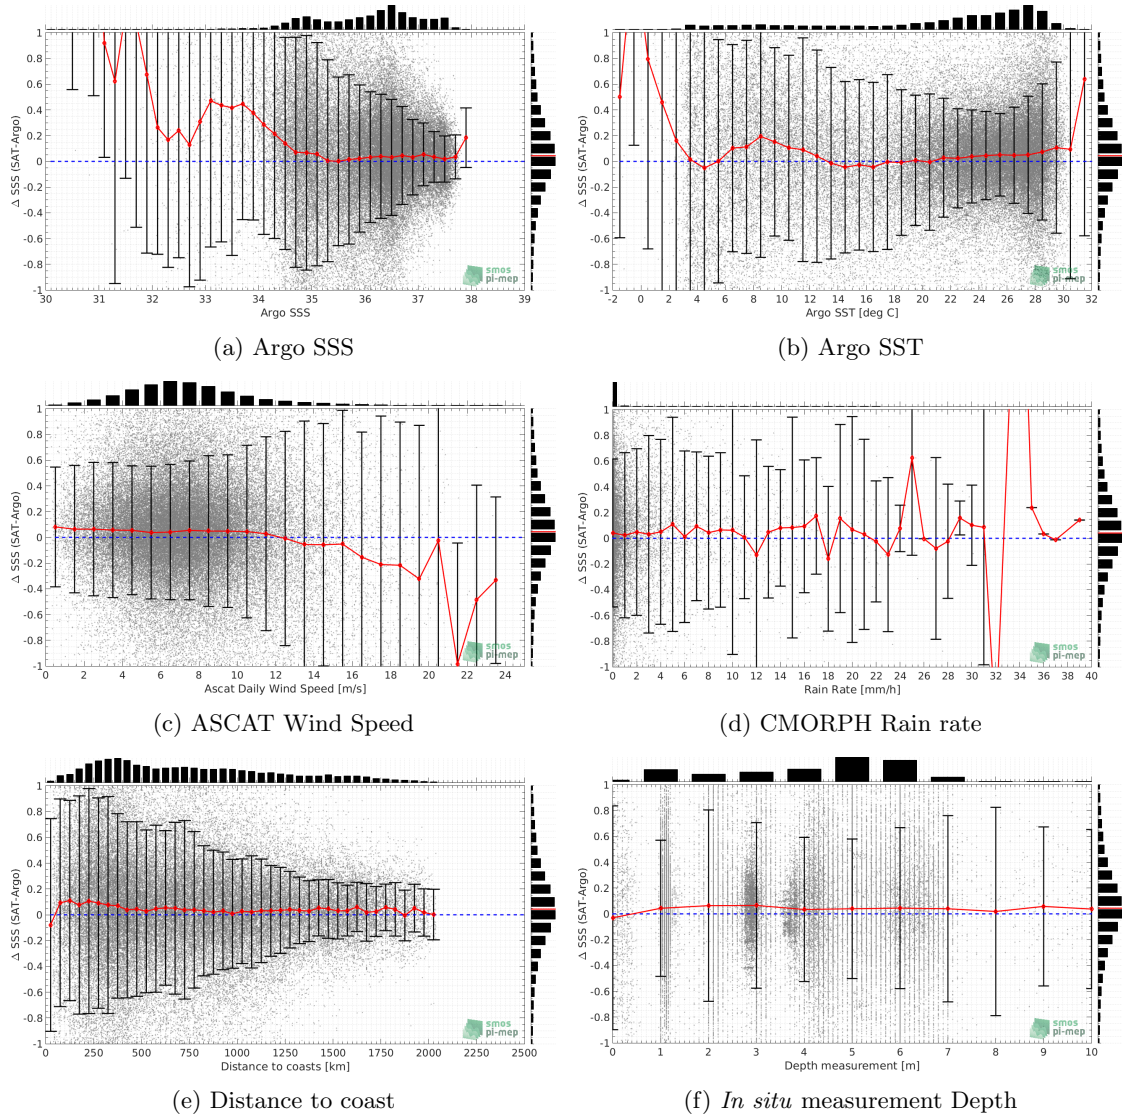 1
0.8
0.6
0.4
0.2
0
-0.2
-0.4
-0.6
-0.8
-1
Δ SSS (SAT-Argo)
30 31 32 33 34 35 36 37 38 39
Argo SSS
smos
pi-mep
(a) Argo SSS
1
0.8
0.6
0.4
0.2
0
-0.2
-0.4
-0.6
-0.8
-1
Δ SSS (SAT-Argo)
-2 0 2 4 6 8 10 12 14 16 18 20 22 24 26 28 30 32
Argo SST [deg C]
smos
pi-mep
(b) Argo SST
1
0.8
0.6
0.4
0.2
0
-0.2
-0.4
-0.6
-0.8
-1
Δ SSS (SAT-Argo)
0 2 4 6 8 10 12 14 16 18 20 22 24
Ascat Daily Wind Speed [m/s]
smos
pi-mep
(c) ASCAT Wind Speed
1
0.8
0.6
0.4
0.2
0
-0.2
-0.4
-0.6
-0.8
-1
Δ SSS (SAT-Argo)
0 2 4 6 8 10 12 14 16 18 20 22 24 26 28 30 32 34 36 38 40
Rain Rate [mm/h]
smos
pi-mep
(d) CMORPH Rain rate
1
0.8
0.6
0.4
0.2
0
-0.2
-0.4
-0.6
-0.8
-1
Δ SSS (SAT-Argo)
0 250 500 750 1000 1250 1500 1750 2000 2250 2500
Distance to coasts [km]
smos
pi-mep
(e) Distance to coast
1
0.8
0.6
0.4
0.2
0
-0.2
-0.4
-0.6
-0.8
-1
Δ SSS (SAT-Argo)
0 1 2 3 4 5 6 7 8 9 10
Depth measurement [m]
smos
pi-mep
(f) In situ measurement Depth